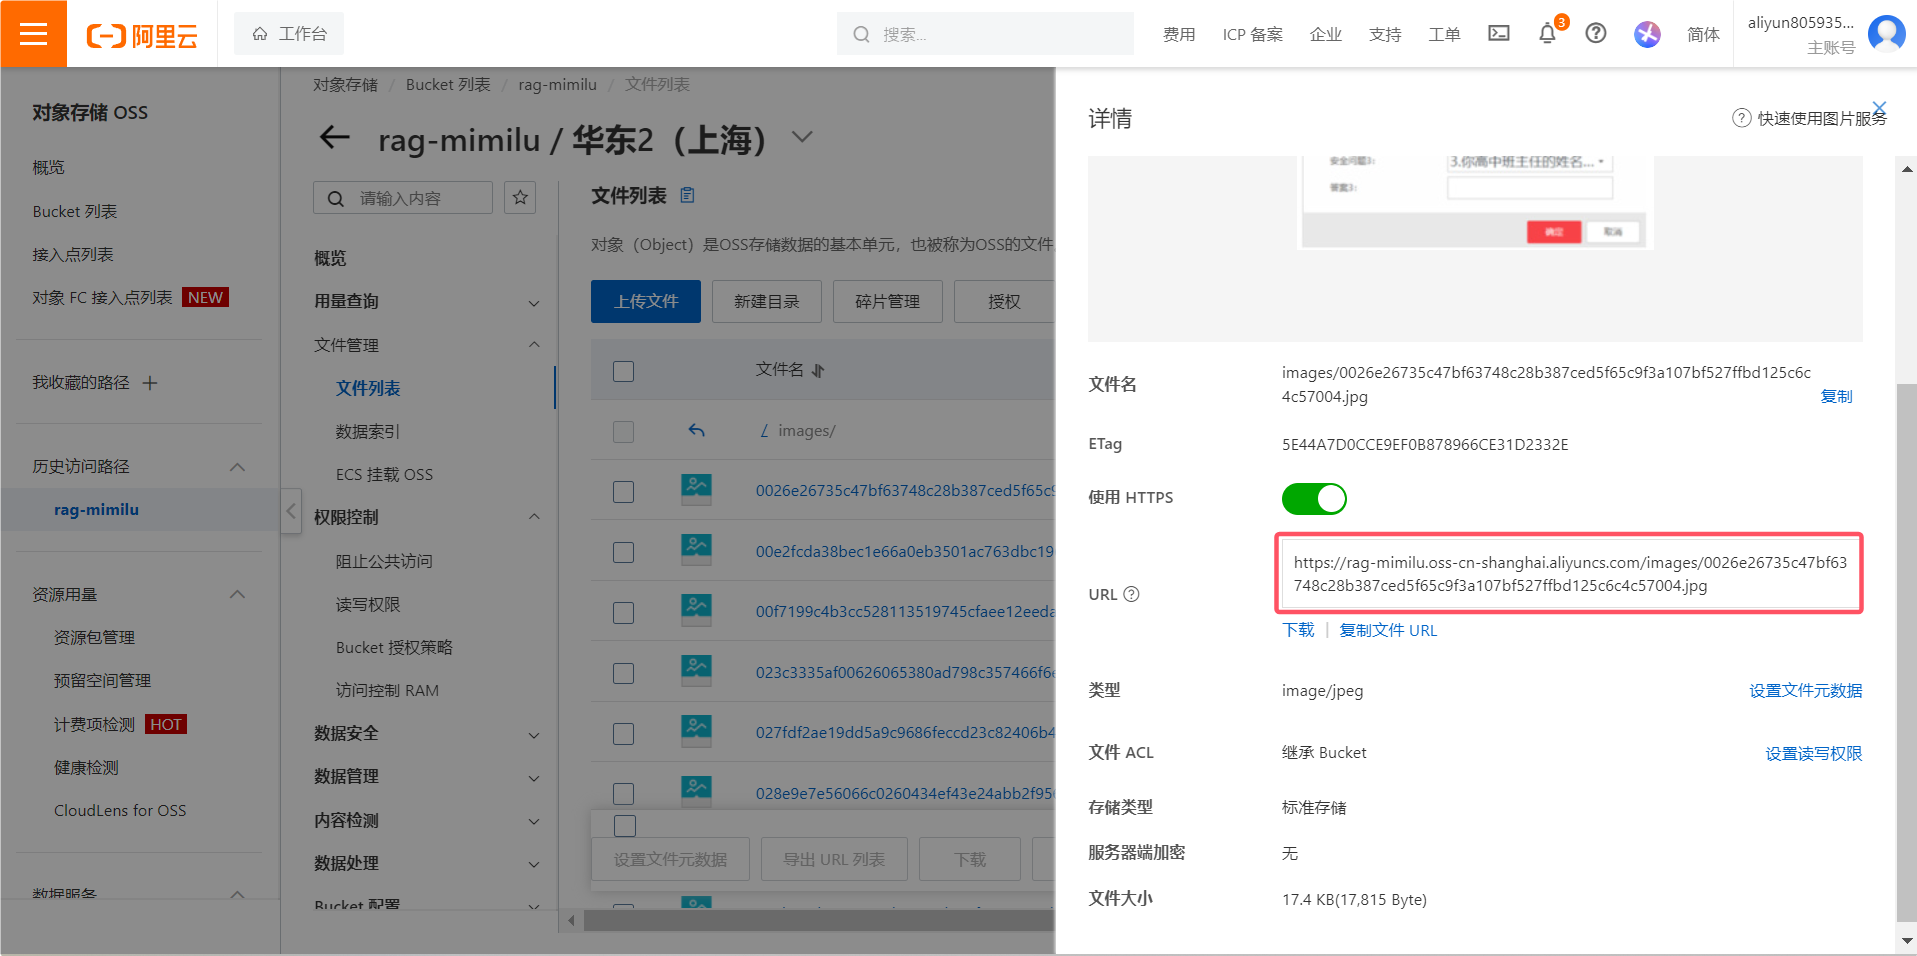 阿里云
工作台
搜索...
费用
ICP 备案
企业
支持
工单
3
简体
aliyun805935...
主账号
对象存储 OSS
概览
Bucket 列表
接入点列表
对象 FC 接入点列表 NEW
我收藏的路径
历史访问路径
rag-mimilu
资源用量
资源包管理
预留空间管理
计费项检测 HOT
健康检测
CloudLens for OSS
数据服务
对象存储 / Bucket 列表 / rag-mimilu / 文件列表
rag-mimilu / 华东2（上海）
请输入内容
概览
用量查询
文件管理
文件列表
数据索引
ECS 挂载 OSS
权限控制
阻止公共访问
读写权限
Bucket 授权策略
访问控制 RAM
数据安全
数据管理
内容检测
数据处理
Bucket 配置
文件列表
对象（Object）是OSS存储数据的基本单元，也被称为OSS的文件
上传文件
新建目录
碎片管理
授权
文件名
/ images/
0026e26735c47bf63748c28b387ced5f65c9
00e2fcda38bec1e66a0eb3501ac763dbc19
00f7199c4b3cc528113519745cfaee12eeda
023c3335af00626065380ad798c357466f6e
027fdf2ae19dd5a9c9686feccd23c82406b4
028e9e7e56066c0260434ef43e24abb2f956
设置文件元数据
导出 URL 列表
下载
详情
快速使用图片服务
安全问题3:
3.你高中班主任的姓名...
答案3:
确定
取消
文件名
images/0026e26735c47bf63748c28b387ced5f65c9f3a107bf527ffbd125c6c
4c57004.jpg
复制
ETag
5E44A7D0CCE9EF0B878966CE31D2332E
使用 HTTPS
URL
https://rag-mimilu.oss-cn-shanghai.aliyuncs.com/images/0026e26735c47bf63
748c28b387ced5f65c9f3a107bf527ffbd125c6c4c57004.jpg
下载 | 复制文件 URL
类型
image/jpeg
设置文件元数据
文件 ACL
继承 Bucket
设置读写权限
存储类型
标准存储
服务器端加密
无
文件大小
17.4 KB(17,815 Byte)